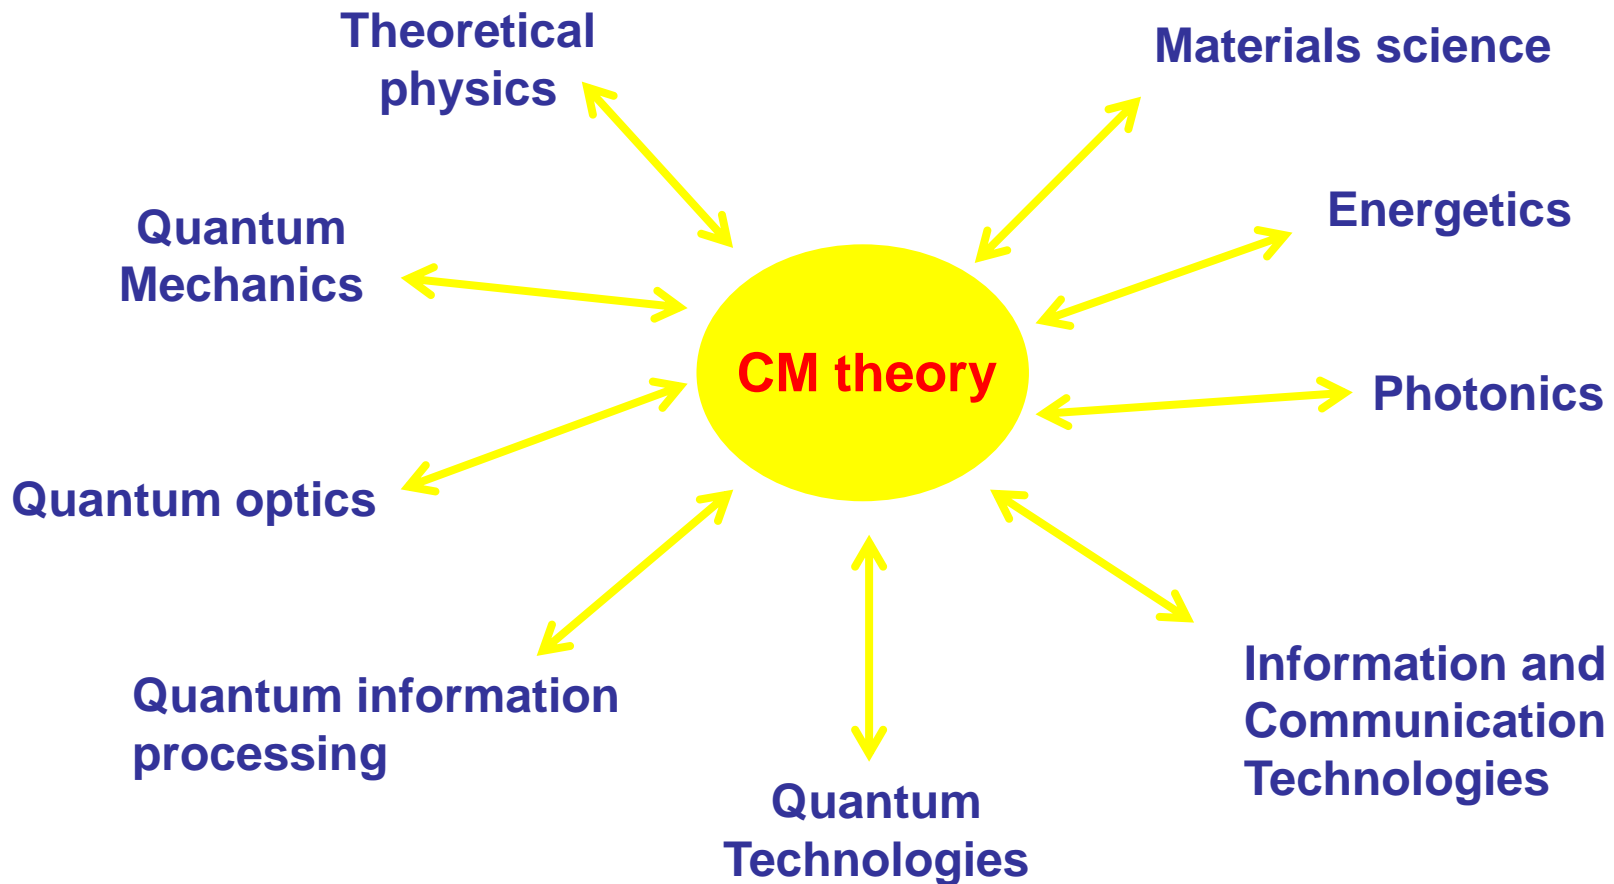 Theoretical
physics
Materials science
Quantum
Mechanics
Energetics
CM theory
Photonics
Quantum optics
Quantum information
processing
Information and
Communication
Technologies
Quantum
Technologies